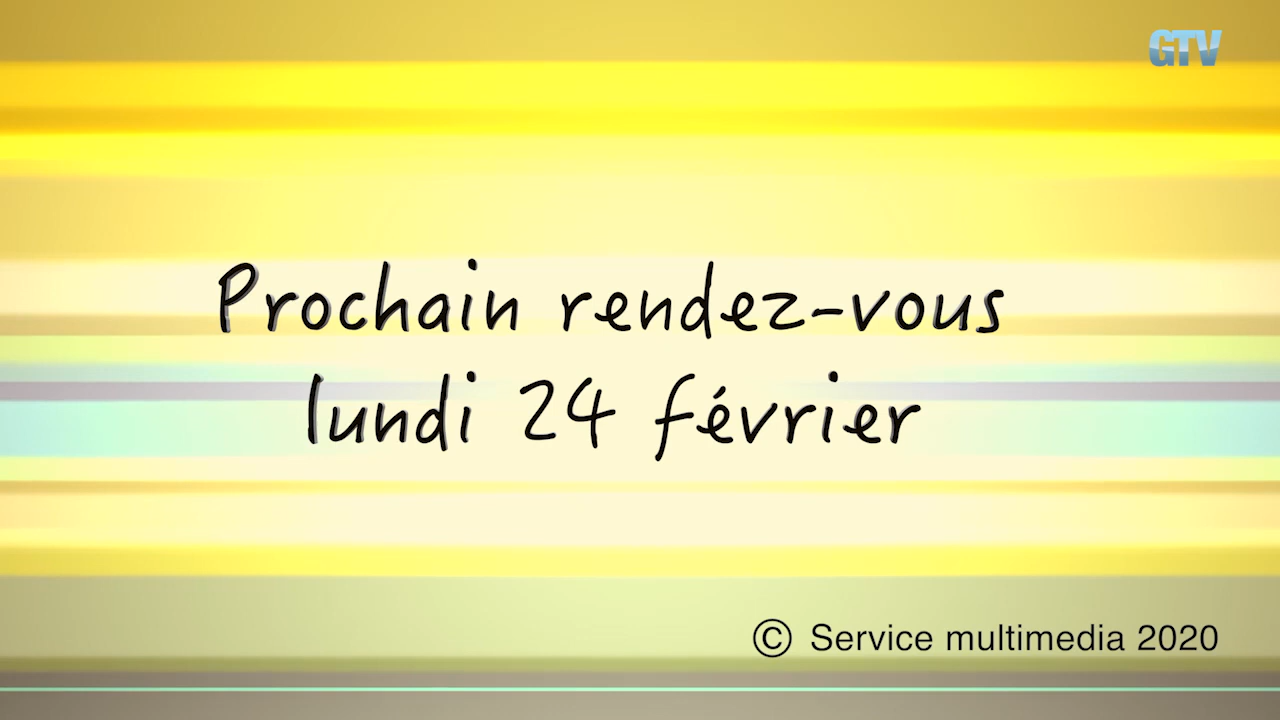 GTV
Prochain rendez-vous
lundi 24 février
© Service multimedia 2020